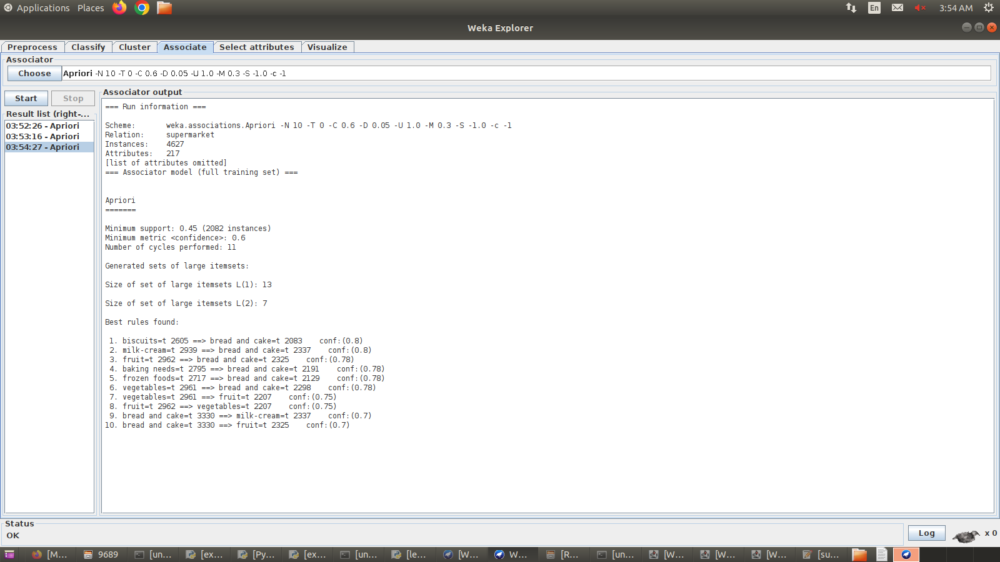 Applications Places En 3:54 AM
Weka Explorer
Preprocess Classify Cluster Associate Select attributes Visualize
Associator
Choose Apriori -N 10 -T 0 -C 0.6 -D 0.05 -U 1.0 -M 0.3 -S -1.0 -c -1
Start Stop
Result list (right-...
03:52:26 - Apriori
03:53:16 - Apriori
03:54:27 - Apriori
Associator output
=== Run information ===
Scheme: weka.associations.Apriori -N 10 -T 0 -C 0.6 -D 0.05 -U 1.0 -M 0.3 -S -1.0 -c -1
Relation: supermarket
Instances: 4627
Attributes: 217
[list of attributes omitted]
=== Associator model (full training set) ===
Apriori
=======
Minimum support: 0.45 (2082 instances)
Minimum metric <confidence>: 0.6
Number of cycles performed: 11
Generated sets of large itemsets:
Size of set of large itemsets L(1): 13
Size of set of large itemsets L(2): 7
Best rules found:
1. biscuits=t 2605 ==> bread and cake=t 2083 conf:(0.8)
2. milk-cream=t 2939 ==> bread and cake=t 2337 conf:(0.8)
3. fruit=t 2962 ==> bread and cake=t 2325 conf:(0.78)
4. baking needs=t 2795 ==> bread and cake=t 2191 conf:(0.78)
5. frozen foods=t 2717 ==> bread and cake=t 2129 conf:(0.78)
6. vegetables=t 2961 ==> bread and cake=t 2298 conf:(0.78)
7. vegetables=t 2961 ==> fruit=t 2207 conf:(0.75)
8. fruit=t 2962 ==> vegetables=t 2207 conf:(0.75)
9. bread and cake=t 3330 ==> milk-cream=t 2337 conf:(0.7)
10. bread and cake=t 3330 ==> fruit=t 2325 conf:(0.7)
Status
OK
Log x 0
[M... 9689 [un... [ex... [Py... [ex... [un... [le... [W... W... [R... [un... [W... [W... [W... [su...